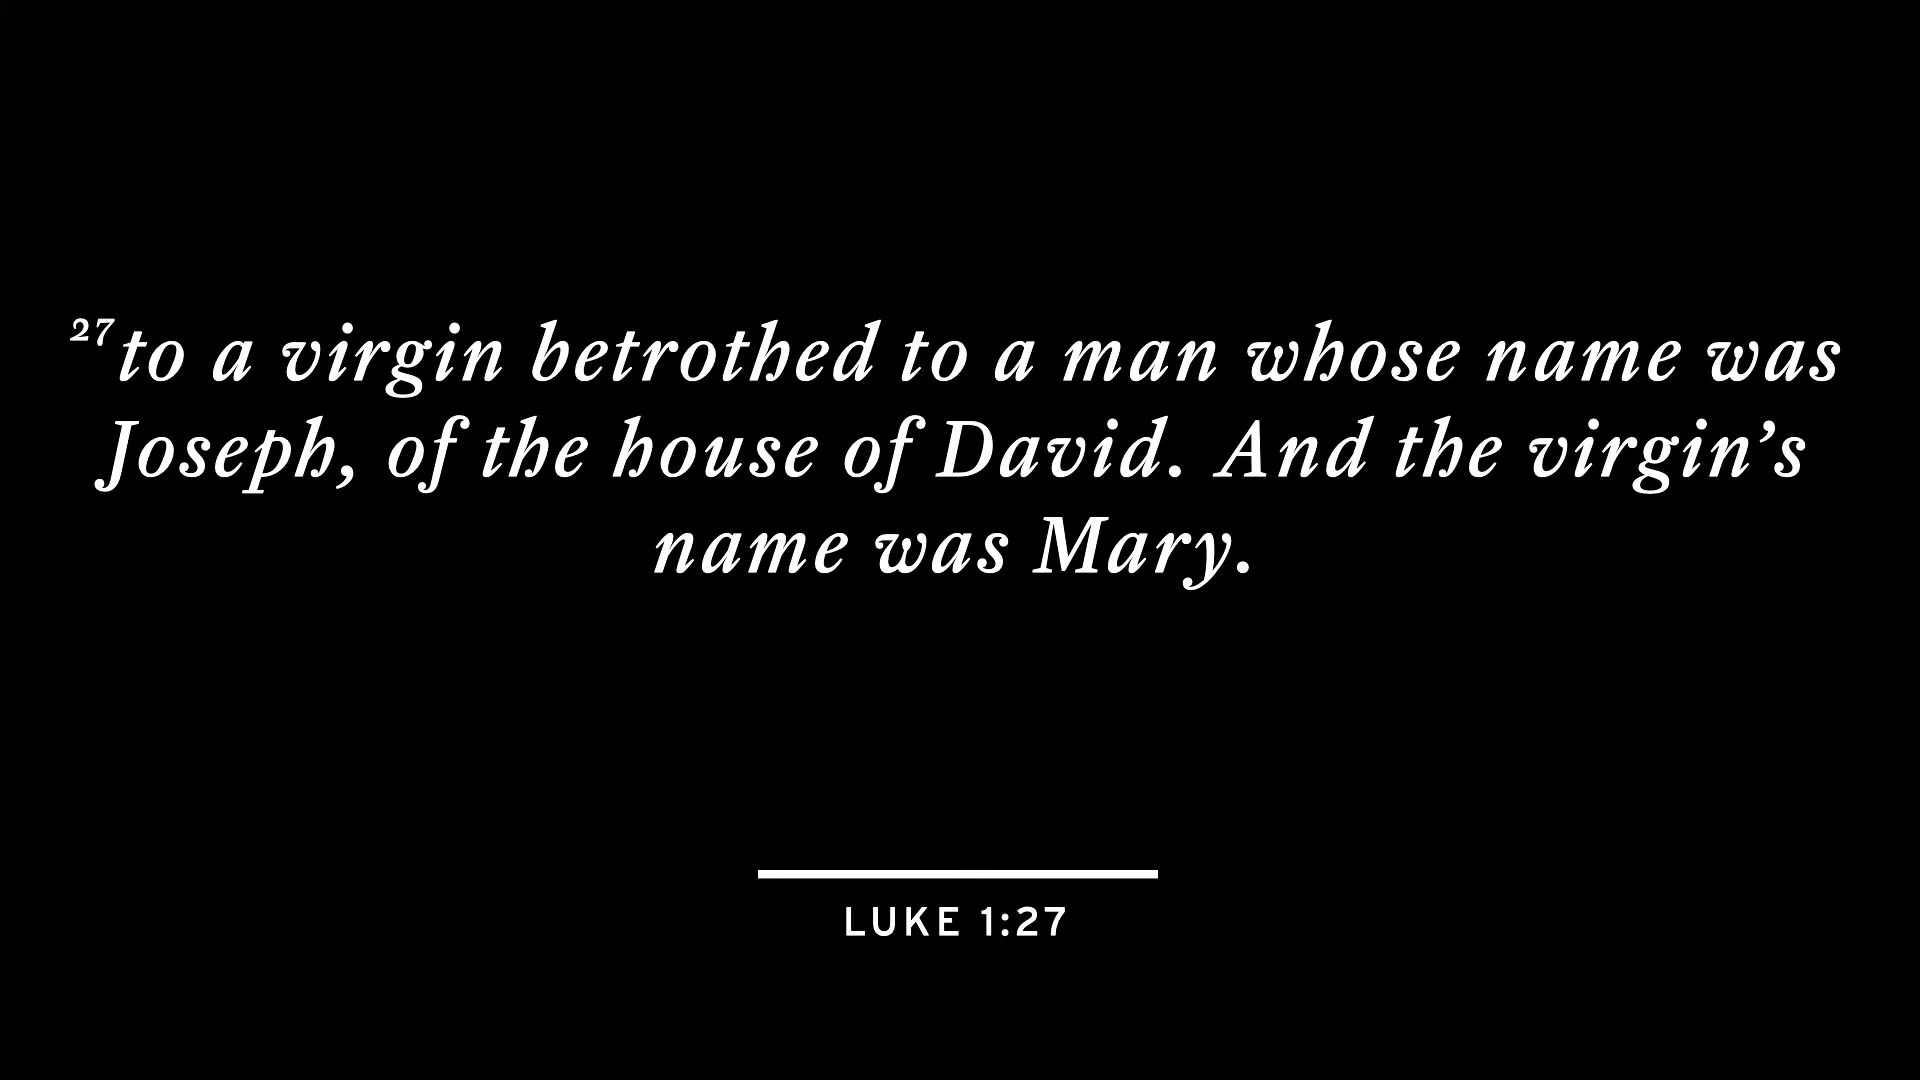 27to a virgin betrothed to a man whose name was
Joseph, of the house of David. And the virgin’s
name was Mary.
LUKE 1:27